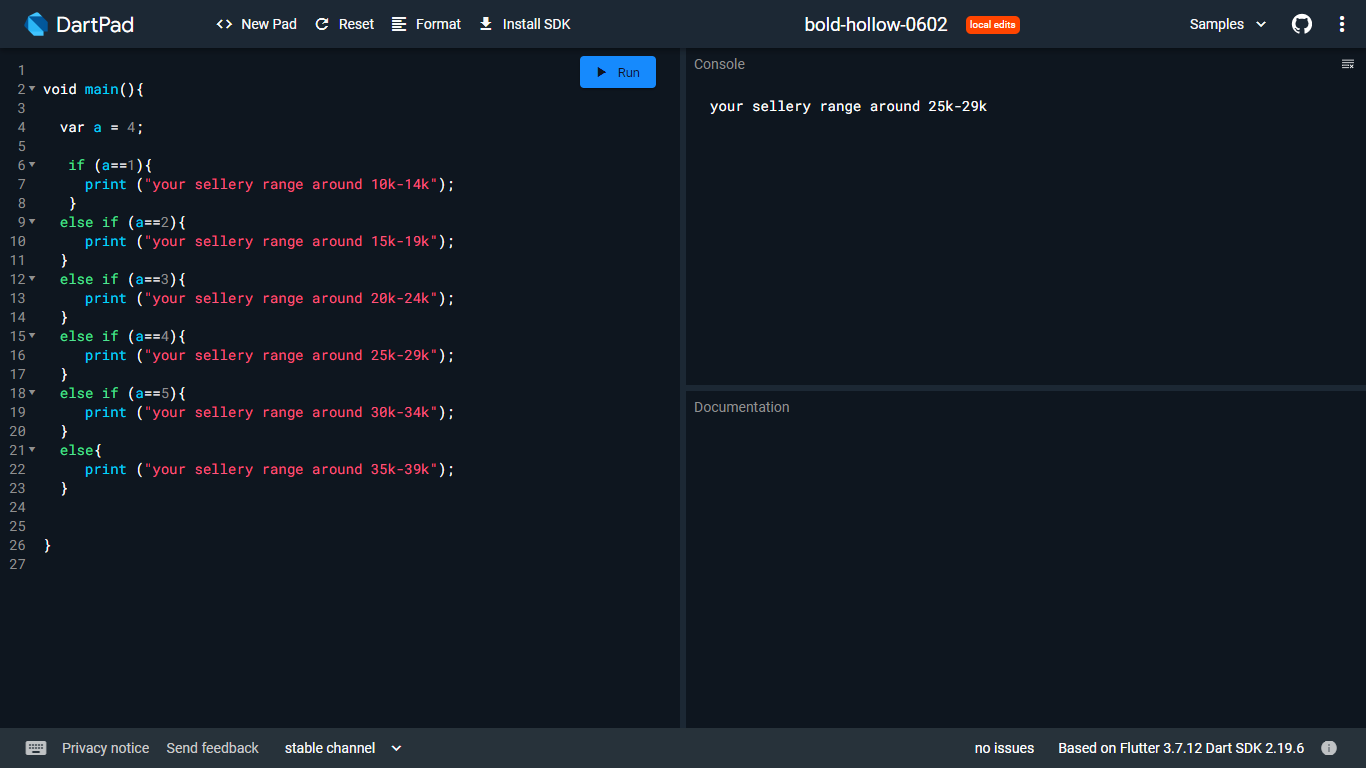 DartPad
<> New Pad Reset Format Install SDK
bold-hollow-0602 local edits
Samples
Run
1
2 void main(){
3
4 var a = 4;
5
6 if (a==1){
7 print ("your sellery range around 10k-14k");
8 }
9 else if (a==2){
10 print ("your sellery range around 15k-19k");
11 }
12 else if (a==3){
13 print ("your sellery range around 20k-24k");
14 }
15 else if (a==4){
16 print ("your sellery range around 25k-29k");
17 }
18 else if (a==5){
19 print ("your sellery range around 30k-34k");
20 }
21 else{
22 print ("your sellery range around 35k-39k");
23 }
24
25
26 }
27
Console
your sellery range around 25k-29k
Documentation
Privacy notice Send feedback stable channel
no issues Based on Flutter 3.7.12 Dart SDK 2.19.6